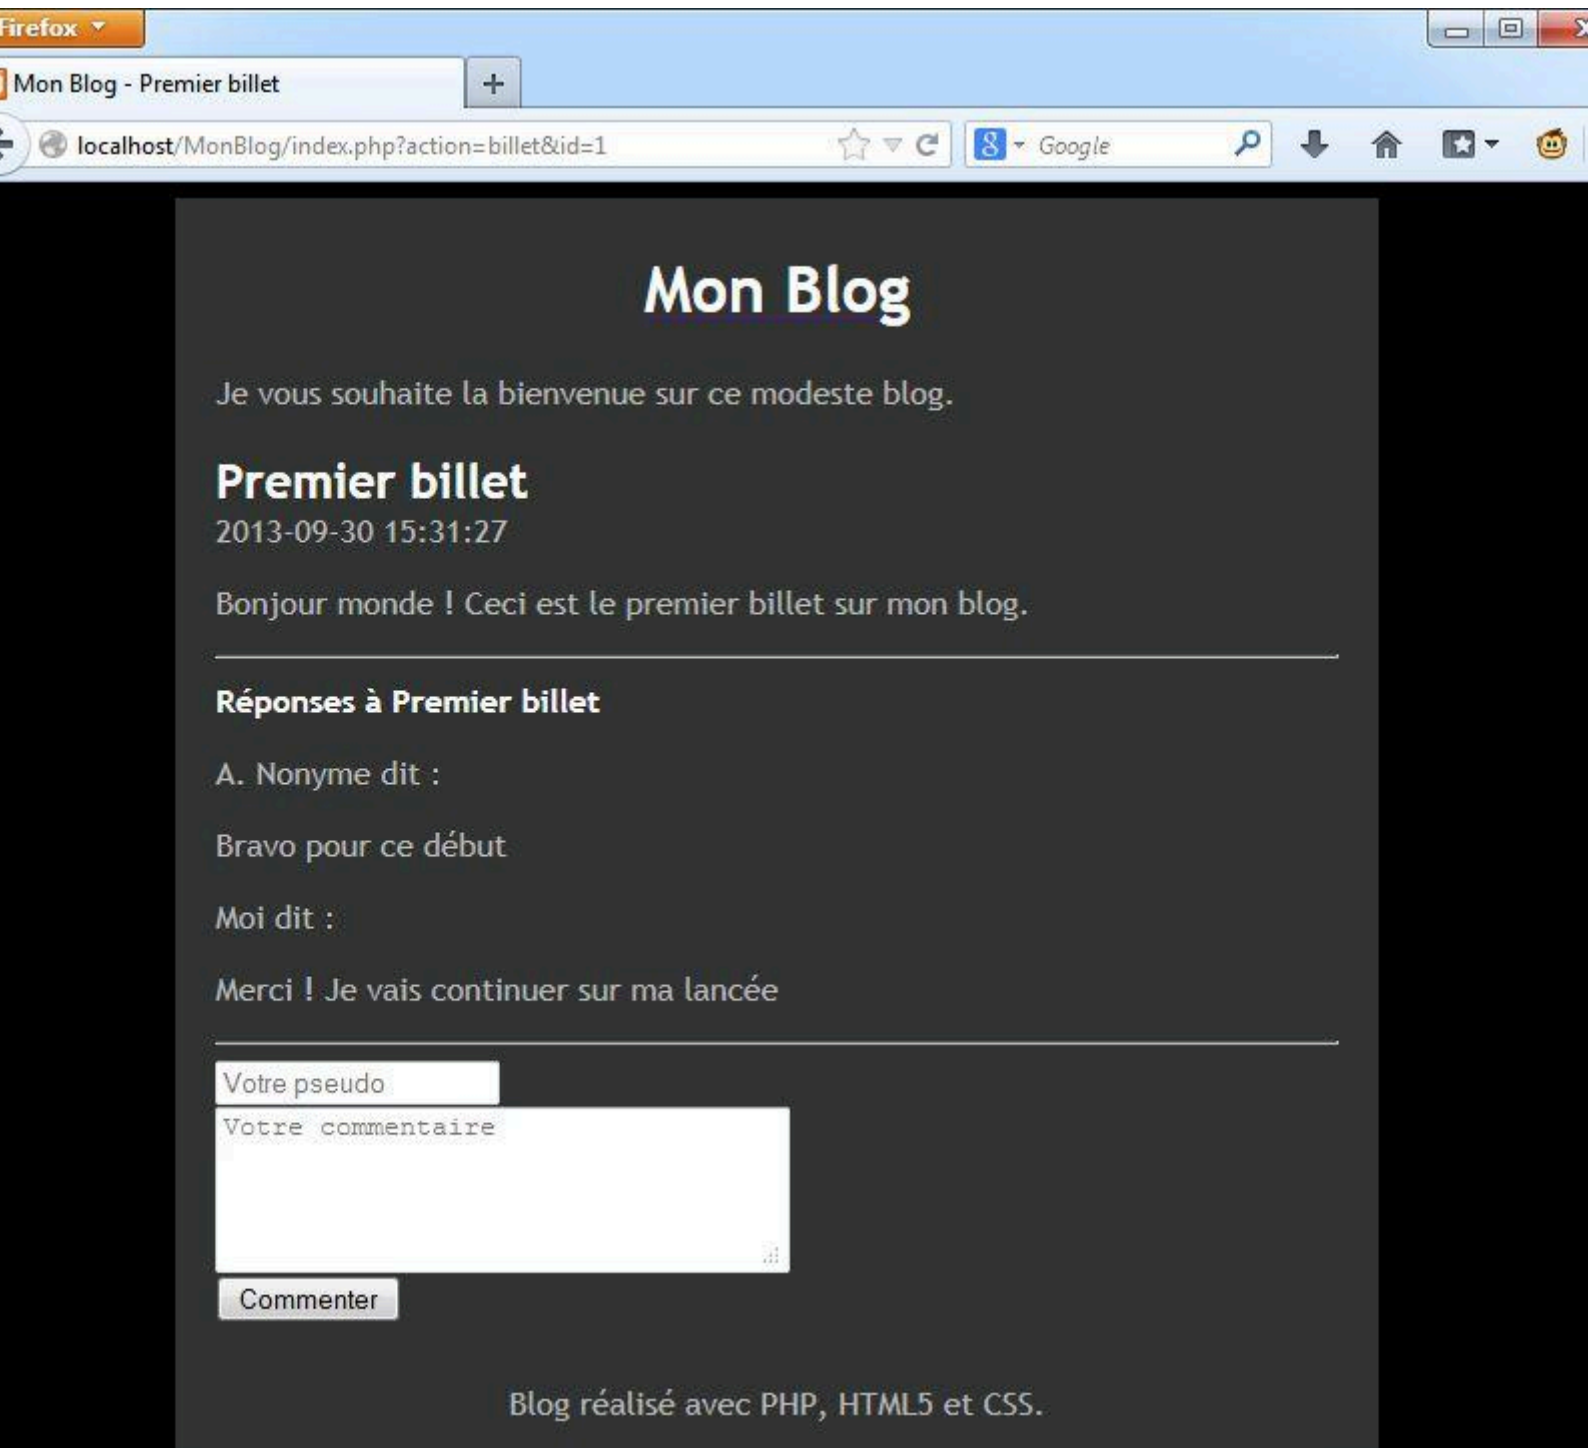 Firefox
Mon Blog - Premier billet
localhost/MonBlog/index.php?action=billet&id=1
Google
Mon Blog
Je vous souhaite la bienvenue sur ce modeste blog.
Premier billet
2013-09-30 15:31:27
Bonjour monde ! Ceci est le premier billet sur mon blog.
Réponses à Premier billet
A. Nonyme dit :
Bravo pour ce début
Moi dit :
Merci ! Je vais continuer sur ma lancée
Votre pseudo
Votre commentaire
Commenter
Blog réalisé avec PHP, HTML5 et CSS.